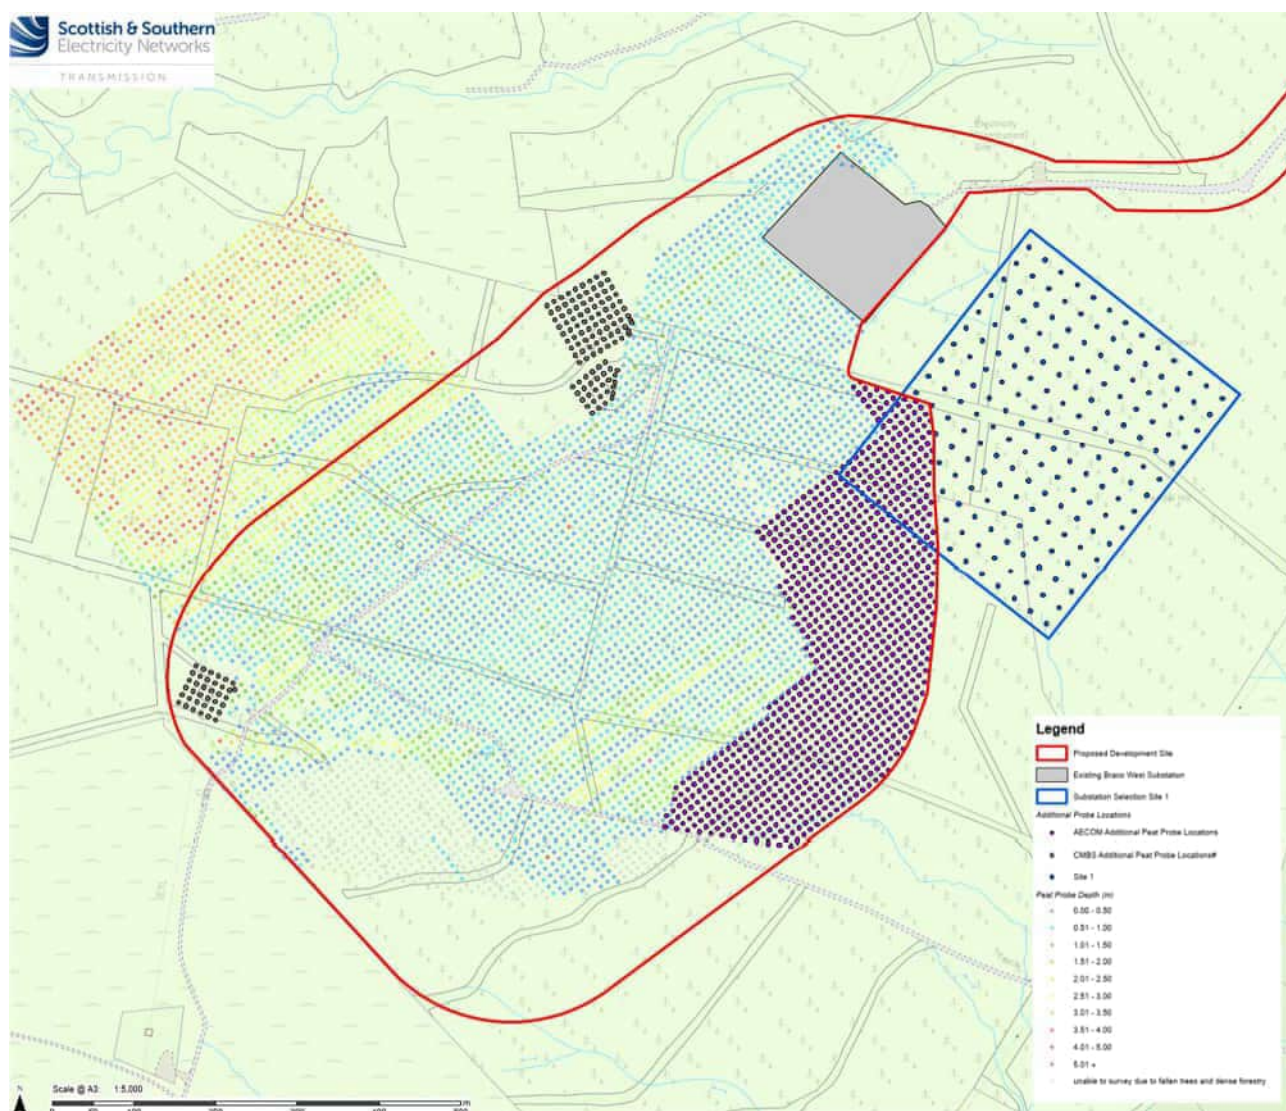 Scottish & Southern
Electricity Networks
TRANSMISSION
Legend
Proposed Development Site
Existing Braco West Substation
Substation Selection Site 1
Additional Probe Locations
AECOM Additional Peat Probe Locations
CMBS Additional Peat Probe Locations#
Site 1
Peat Probe Depth (m)
0.00 - 0.50
0.51 - 1.00
1.01 - 1.50
1.51 - 2.00
2.01 - 2.50
2.51 - 3.00
3.01 - 3.50
3.51 - 4.00
4.01 - 5.00
5.01 +
unable to survey due to fallen trees and dense forestry
N
Scale @ A3: 1:5,000
m